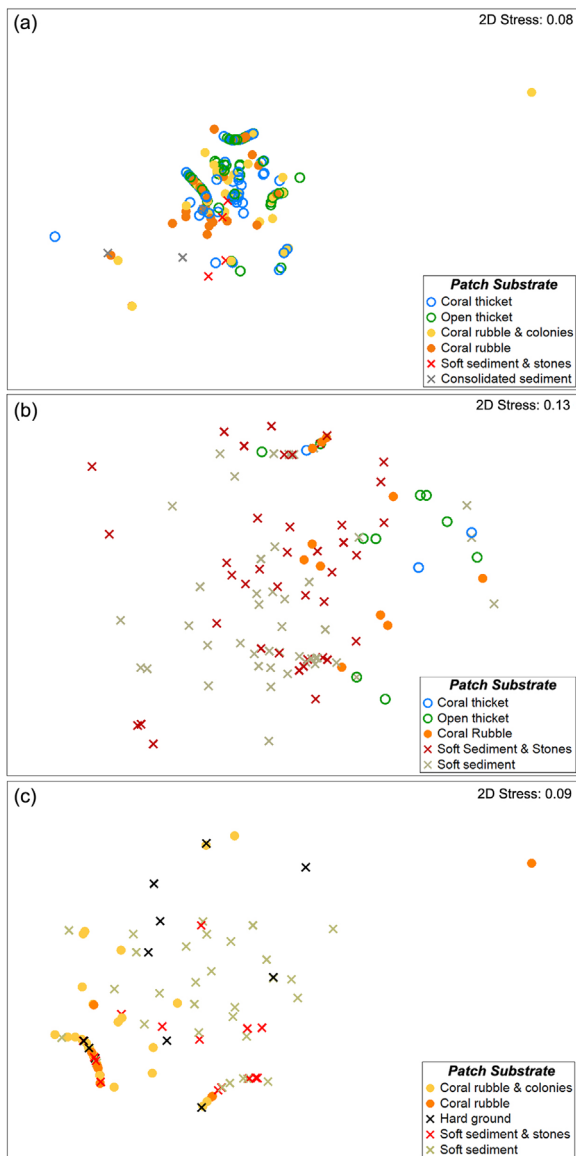 (a)
2D Stress: 0.08
Patch Substrate
Coral thicket
Open thicket
Coral rubble & colonies
Coral rubble
Soft sediment & stones
Consolidated sediment
(b)
2D Stress: 0.13
Patch Substrate
Coral thicket
Open thicket
Coral Rubble
Soft Sediment & Stones
Soft sediment
(c)
2D Stress: 0.09
Patch Substrate
Coral rubble & colonies
Coral rubble
Hard ground
Soft sediment & stones
Soft sediment